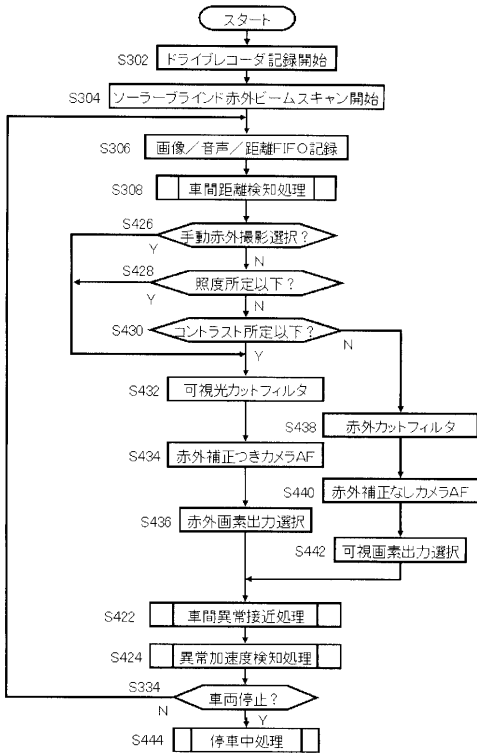 スタート
S302 ドライブレコーダ記録開始
S304 ソーラーブラインド赤外ビームスキャン開始
S306 画像／音声／距離FIFO記録
S308 車間距離検知処理
S426 手動赤外撮影選択？
Y
N
S428 照度所定以下？
Y
N
S430 コントラスト所定以下？
Y
N
S432 可視光カットフィルタ
S438 赤外カットフィルタ
S434 赤外補正つきカメラAF
S440 赤外補正なしカメラAF
S436 赤外画素出力選択
S442 可視画素出力選択
S422 車間異常接近処理
S424 異常加速度検知処理
S334 車両停止？
N
Y
S444 停車中処理